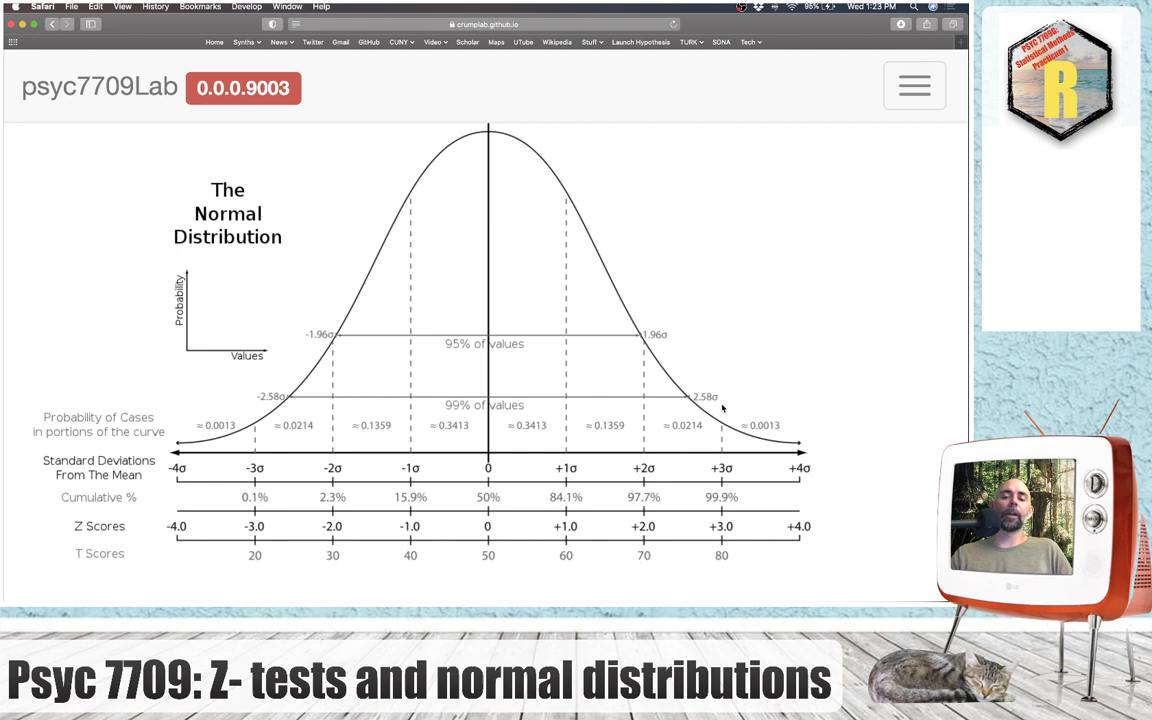 Safari File Edit View History Bookmarks Develop Window Help
95% Wed 1:23 PM
crumplab.github.io
Home Synths News Twitter Gmail GitHub CUNY Video Scholar Maps UTube Wikipedia Stuff Launch Hypothesis TURK SONA Tech
psyc7709Lab 0.0.0.9003
PSYC 7709G:
Statistical Methods
Practicum I
R
The
Normal
Distribution
Probability
Values
-1.96σ 1.96σ
95% of values
-2.58σ 2.58σ
99% of values
Probability of Cases
in portions of the curve
≈ 0.0013 ≈ 0.0214 ≈ 0.1359 ≈ 0.3413 ≈ 0.3413 ≈ 0.1359 ≈ 0.0214 ≈ 0.0013
Standard Deviations
From The Mean
-4σ -3σ -2σ -1σ 0 +1σ +2σ +3σ +4σ
Cumulative % 0.1% 2.3% 15.9% 50% 84.1% 97.7% 99.9%
Z Scores -4.0 -3.0 -2.0 -1.0 0 +1.0 +2.0 +3.0 +4.0
T Scores 20 30 40 50 60 70 80
LG
Psyc 7709: Z- tests and normal distributions